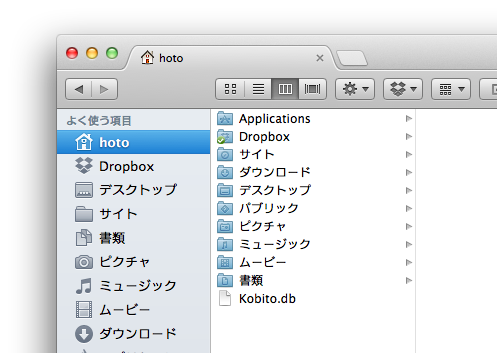 hoto
よく使う項目
hoto
Dropbox
デスクトップ
サイト
書類
ピクチャ
ミュージック
ムービー
ダウンロード
Applications
Dropbox
サイト
ダウンロード
デスクトップ
パブリック
ピクチャ
ミュージック
ムービー
書類
Kobito.db